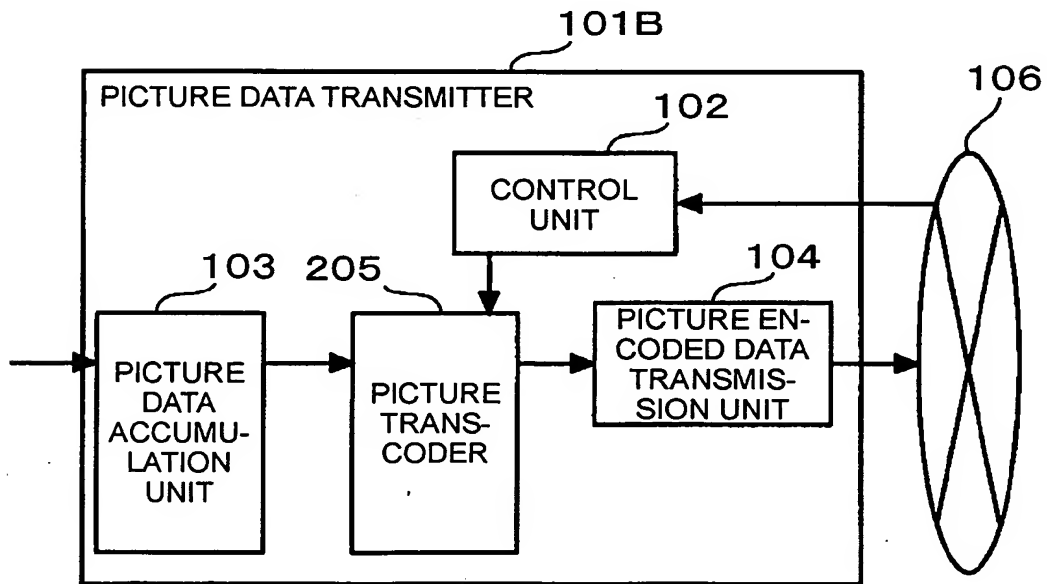 101B
PICTURE DATA TRANSMITTER
106
102
CONTROL
UNIT
103
205
104
PICTURE
DATA
ACCUMU-
LATION
UNIT
PICTURE
TRANS-
CODER
PICTURE EN-
CODED DATA
TRANSMIS-
SION UNIT